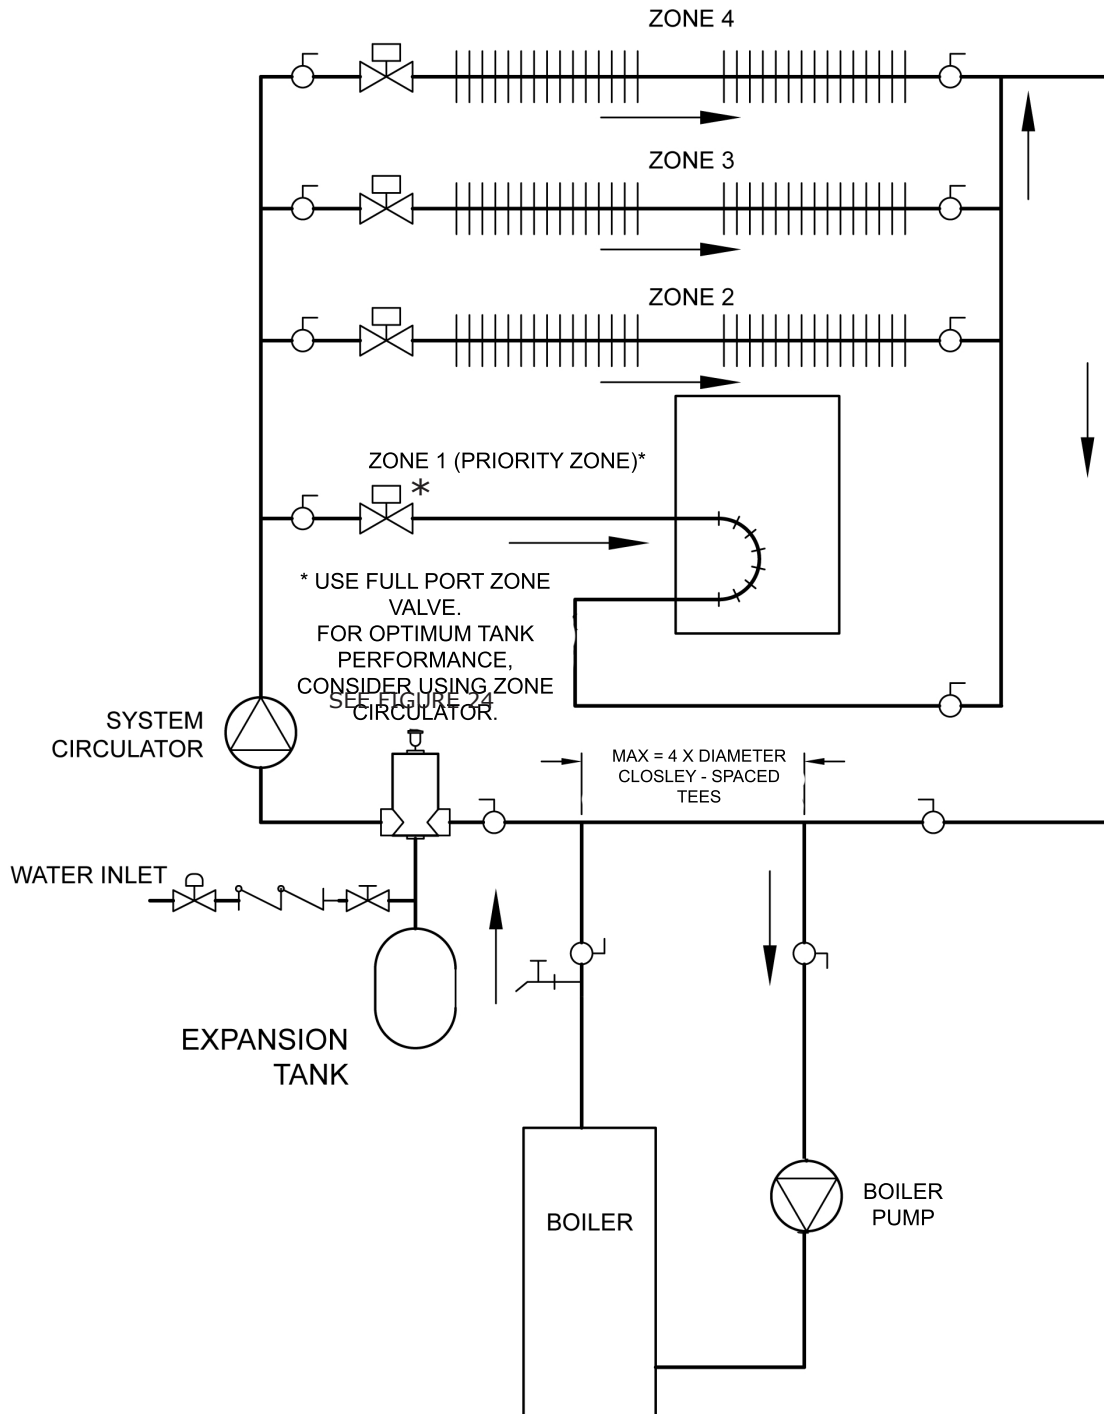 ZONE 4
ZONE 3
ZONE 2
ZONE 1 (PRIORITY ZONE)*
*
* USE FULL PORT ZONE
VALVE.
FOR OPTIMUM TANK
PERFORMANCE,
CONSIDER USING ZONE
CIRCULATOR.
SEE FIGURE 24
SYSTEM
CIRCULATOR
MAX = 4 X DIAMETER
CLOSLEY - SPACED
TEES
WATER INLET
EXPANSION
TANK
BOILER
BOILER
PUMP